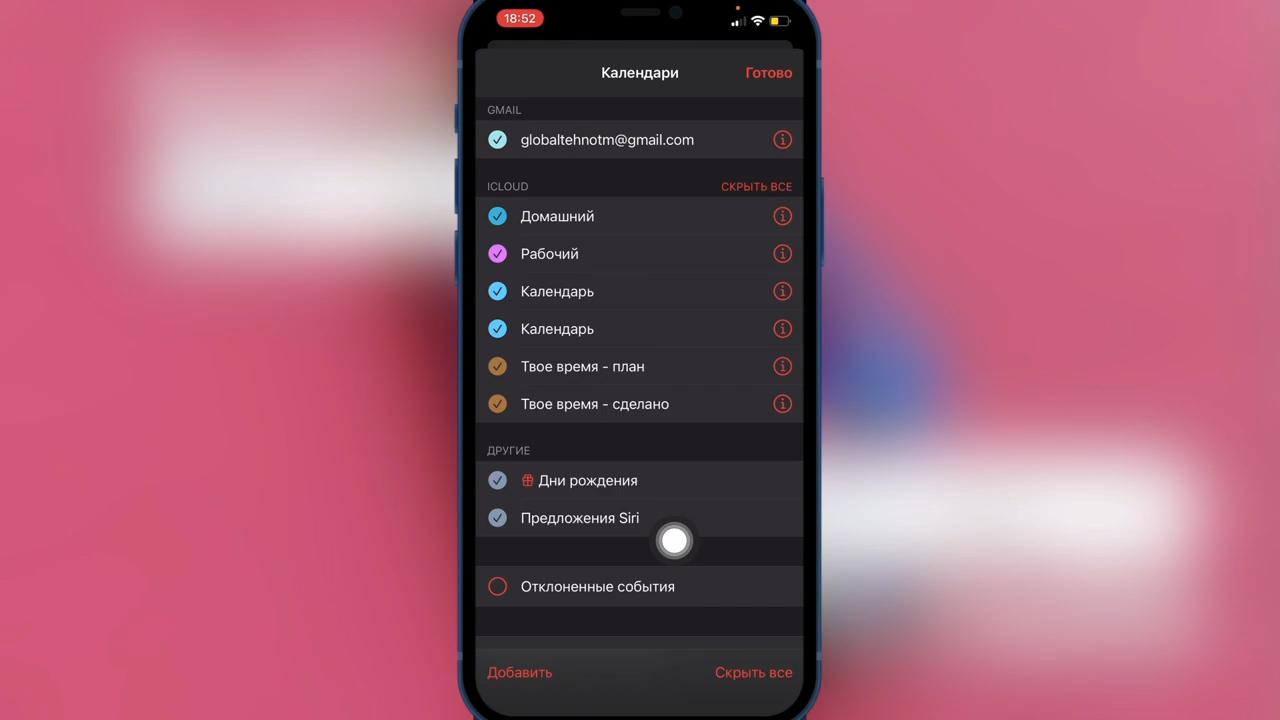 18:52
Календари
Готово
GMAIL
globaltehnotm@gmail.com
ICLOUD
СКРЫТЬ ВСЕ
Домашний
Рабочий
Календарь
Календарь
Твое время - план
Твое время - сделано
ДРУГИЕ
Дни рождения
Предложения Siri
Отклоненные события
Добавить
Скрыть все